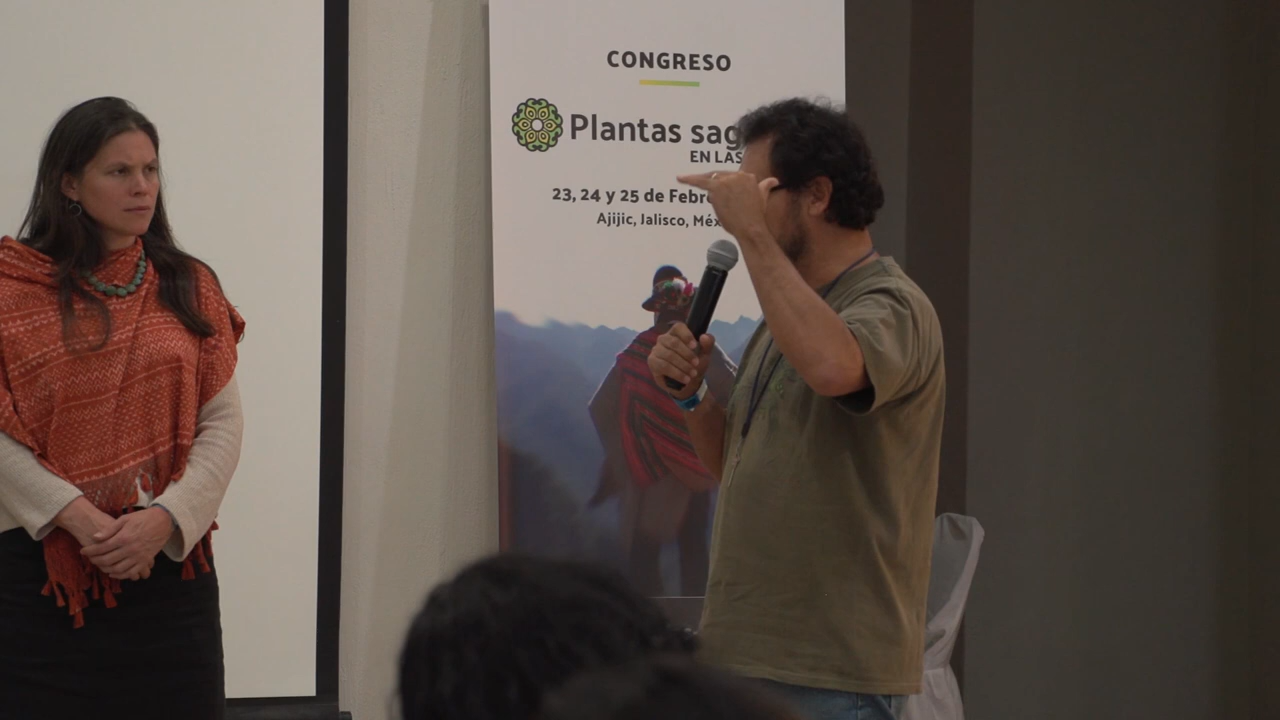 CONGRESO
Plantas sag
EN LAS
23, 24 y 25 de Febre
Ajijic, Jalisco, Méx